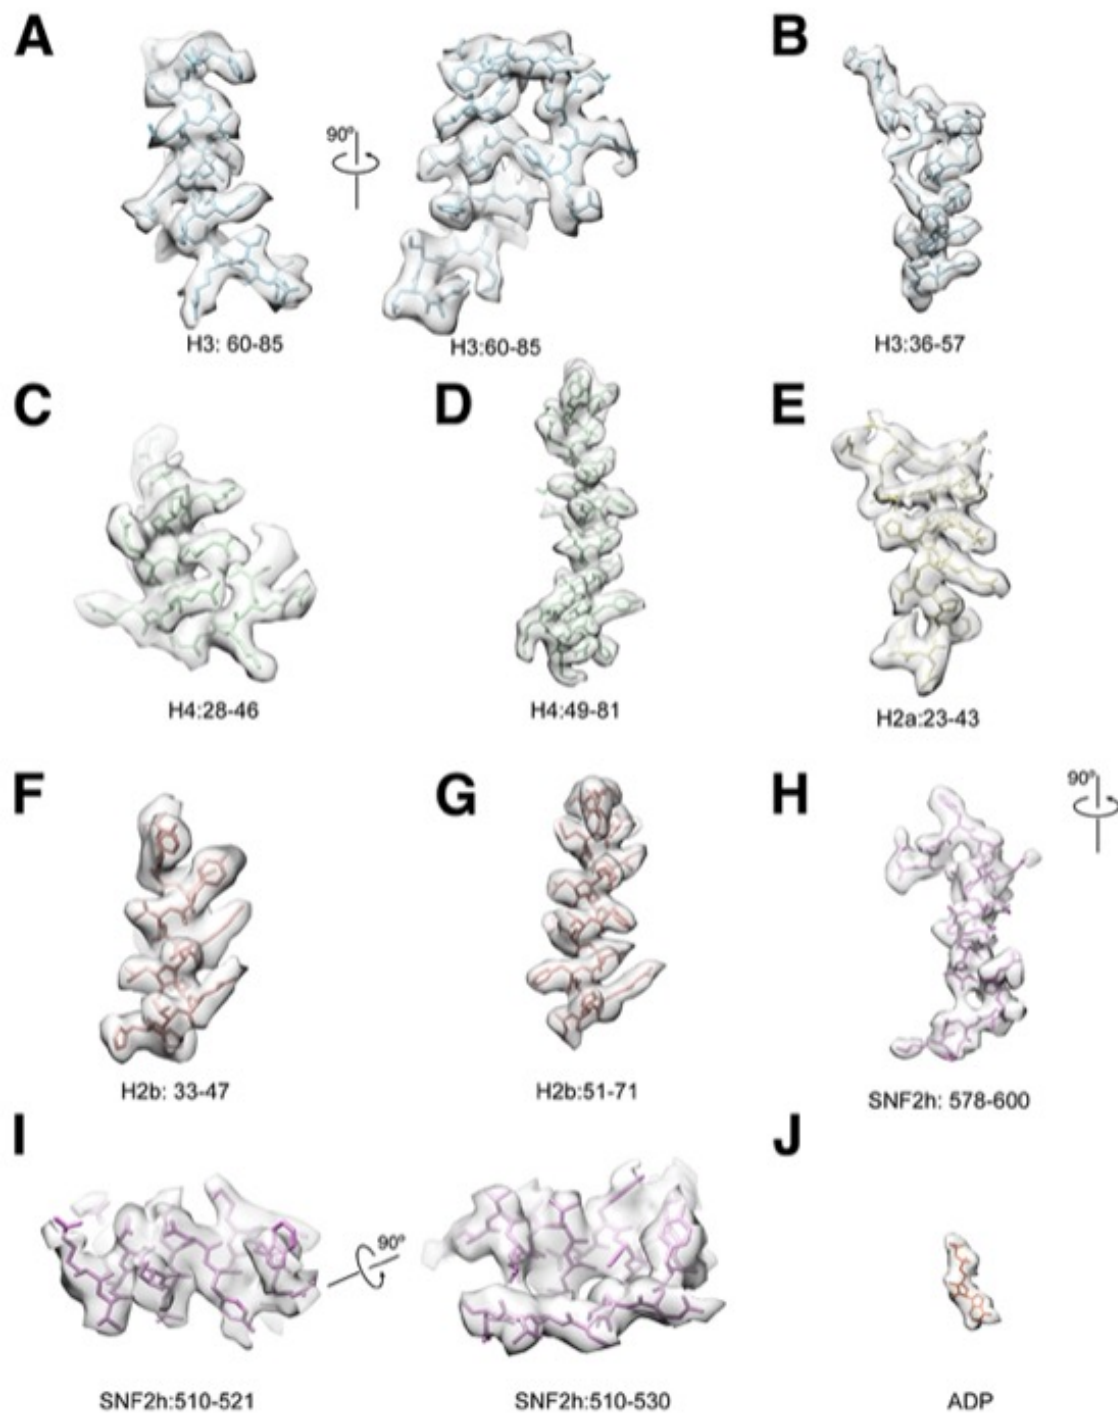 A
B
90°
H3: 60-85
H3:60-85
H3:36-57
C
D
E
H4:28-46
H4:49-81
H2a:23-43
F
G
H
90°
H2b: 33-47
H2b:51-71
SNF2h: 578-600
I
J
90°
SNF2h:510-521
SNF2h:510-530
ADP